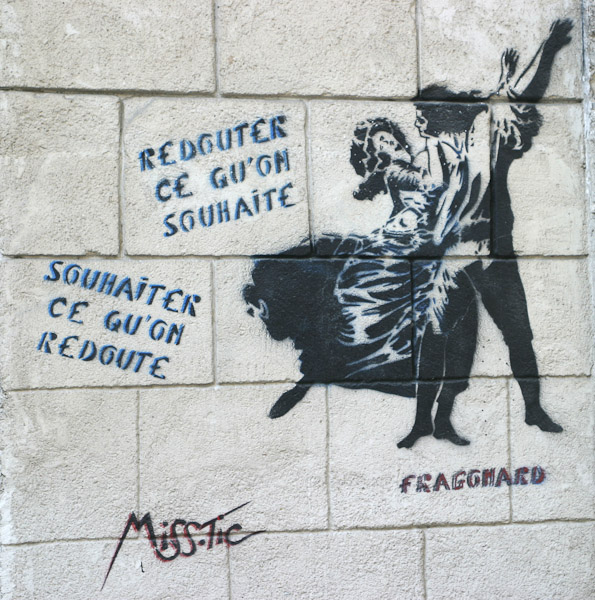 REDOUTER
CE QU'ON
SOUHAITE
SOUHAITER
CE QU'ON
REDOUTE
FRAGONARD
Miss.Tic